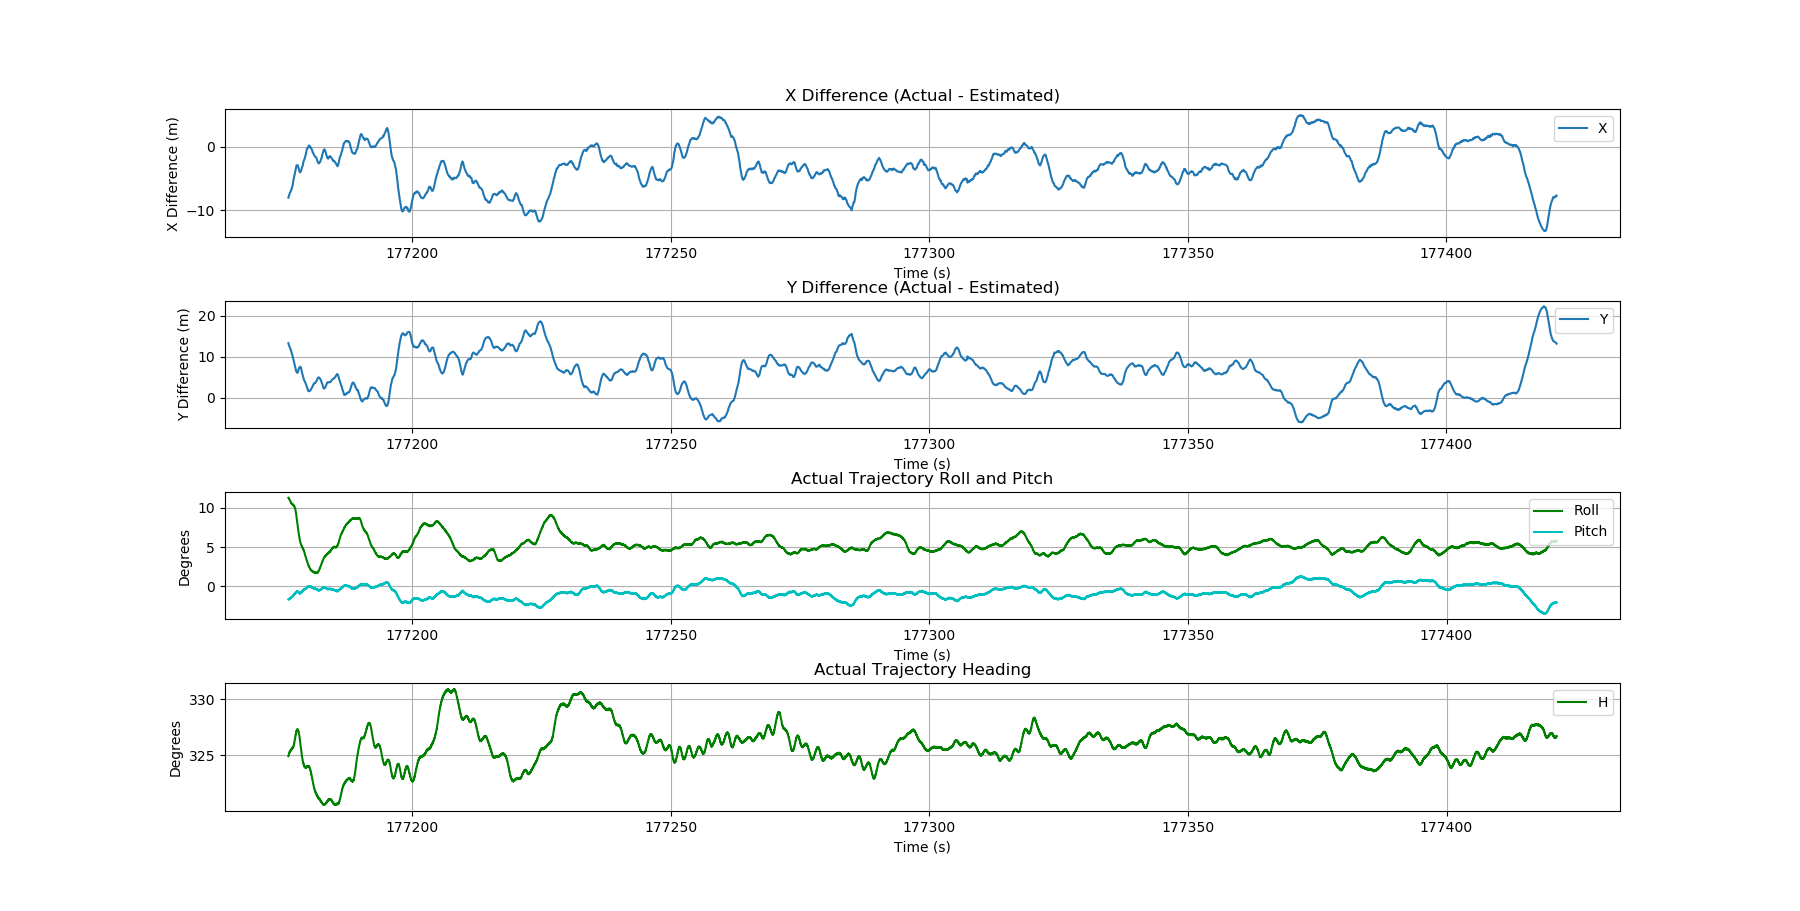 X Difference (Actual - Estimated)
X Difference (m)
0
−10
X
177200 177250 177300 177350 177400
Time (s)
Y Difference (Actual - Estimated)
Y Difference (m)
20
10
0
Y
177200 177250 177300 177350 177400
Time (s)
Actual Trajectory Roll and Pitch
Degrees
10
5
0
Roll
Pitch
177200 177250 177300 177350 177400
Time (s)
Actual Trajectory Heading
Degrees
330
325
H
177200 177250 177300 177350 177400
Time (s)